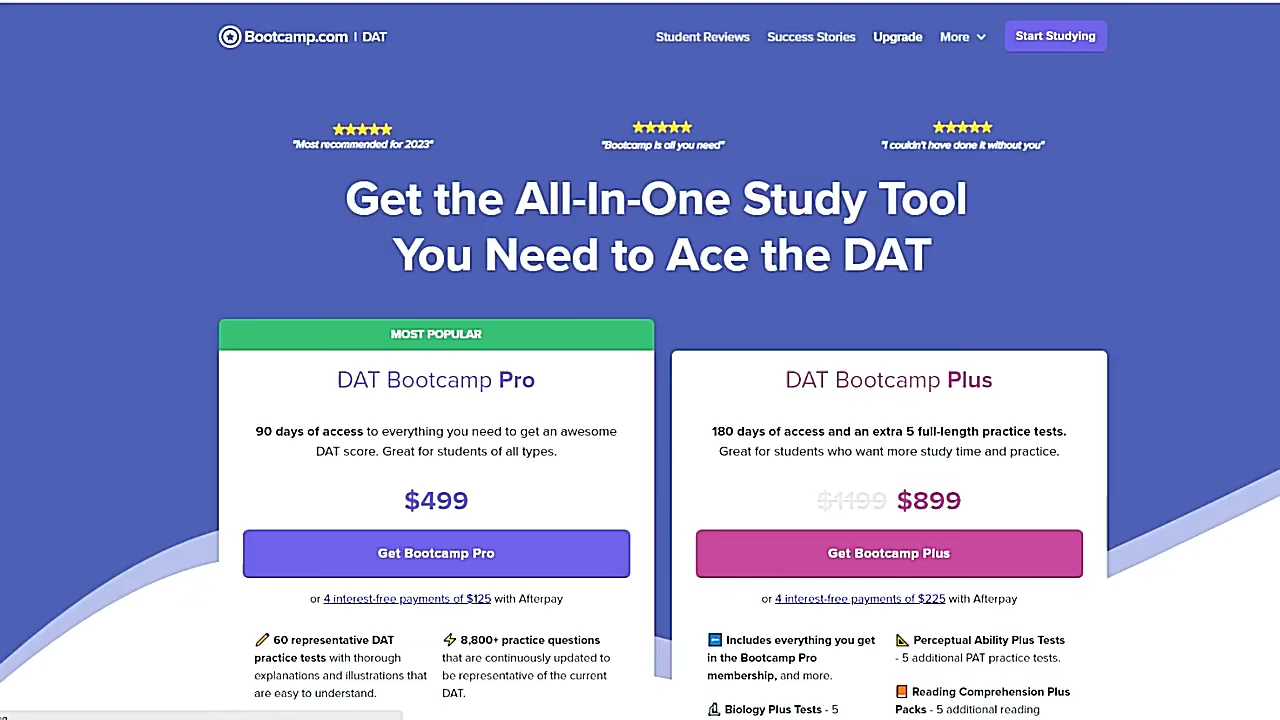 Bootcamp.com | DAT
Student Reviews
Success Stories
Upgrade
More
Start Studying
"Most recommended for 2023"
"Bootcamp is all you need"
"I couldn't have done it without you"
Get the All-In-One Study Tool
You Need to Ace the DAT
MOST POPULAR
DAT Bootcamp Pro
90 days of access to everything you need to get an awesome
DAT score. Great for students of all types.
$499
Get Bootcamp Pro
or 4 interest-free payments of $125 with Afterpay
60 representative DAT
practice tests with thorough
explanations and illustrations that
are easy to understand.
8,800+ practice questions
that are continuously updated to
be representative of the current
DAT.
DAT Bootcamp Plus
180 days of access and an extra 5 full-length practice tests.
Great for students who want more study time and practice.
$1199 $899
Get Bootcamp Plus
or 4 interest-free payments of $225 with Afterpay
Includes everything you get
in the Bootcamp Pro
membership, and more.
Biology Plus Tests - 5
Perceptual Ability Plus Tests
- 5 additional PAT practice tests.
Reading Comprehension Plus
Packs - 5 additional reading